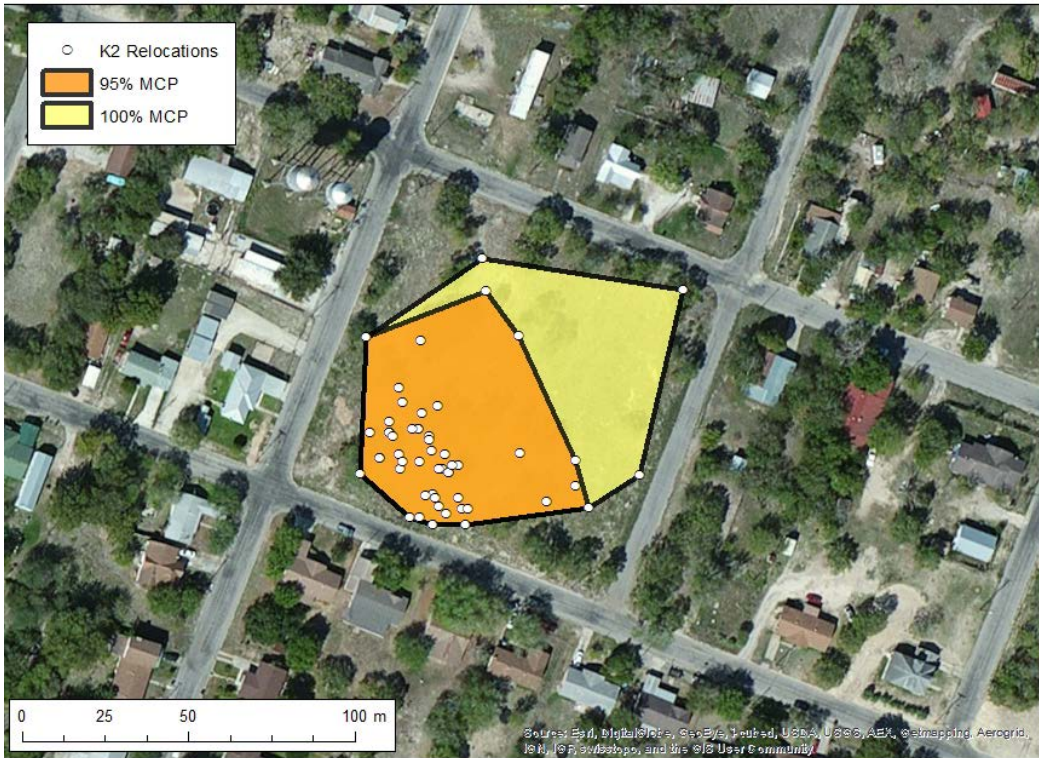 K2 Relocations
95% MCP
100% MCP
0 25 50 100 m
Source: Esri, DigitalGlobe, GeoEye, i-cubed, USDA, USGS, AEX, Getmapping, Aerogrid,
IGN, IGP, swisstopo, and the GIS User Community